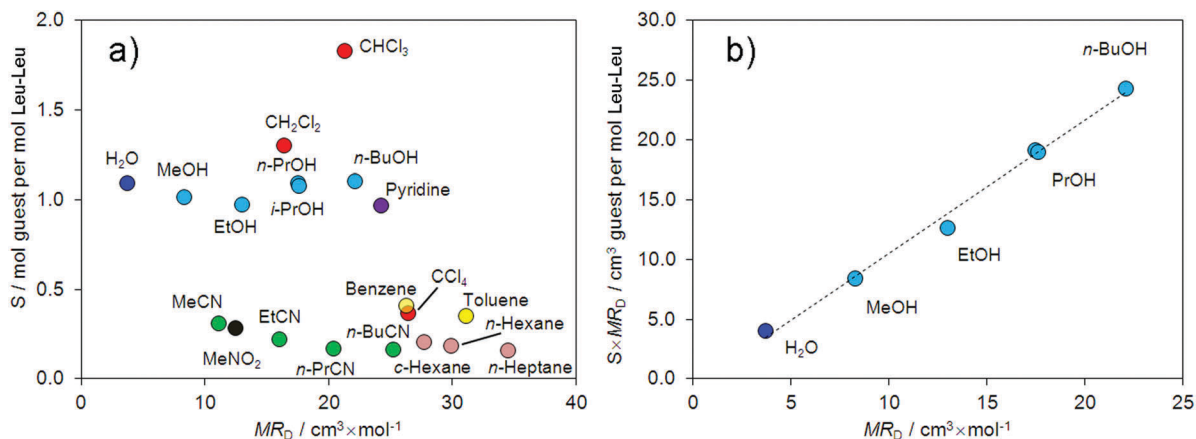 a)
S / mol guest per mol Leu-Leu
2.0
1.5
1.0
0.5
0.0
CHCl₃
CH₂Cl₂
H₂O
MeOH
n-PrOH
n-BuOH
Pyridine
EtOH
i-PrOH
CCl₄
Benzene
Toluene
MeCN
EtCN
n-BuCN
n-Hexane
MeNO₂
n-PrCN
c-Hexane
n-Heptane
0
10
20
30
40
MR_D / cm³×mol⁻¹
b)
S×MR_D / cm³ guest per mol Leu-Leu
30.0
25.0
20.0
15.0
10.0
5.0
0.0
n-BuOH
PrOH
EtOH
MeOH
H₂O
0
5
10
15
20
25
MR_D / cm³×mol⁻¹